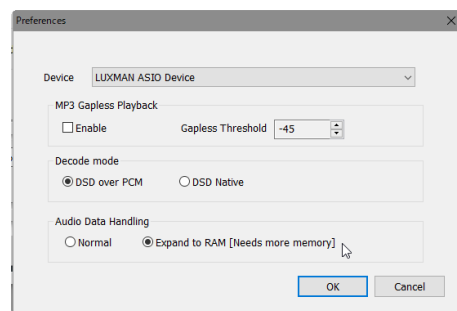 Preferences
Device LUXMAN ASIO Device
MP3 Gapless Playback
Enable Gapless Threshold -45
Decode mode
DSD over PCM DSD Native
Audio Data Handling
Normal Expand to RAM [Needs more memory]
OK Cancel